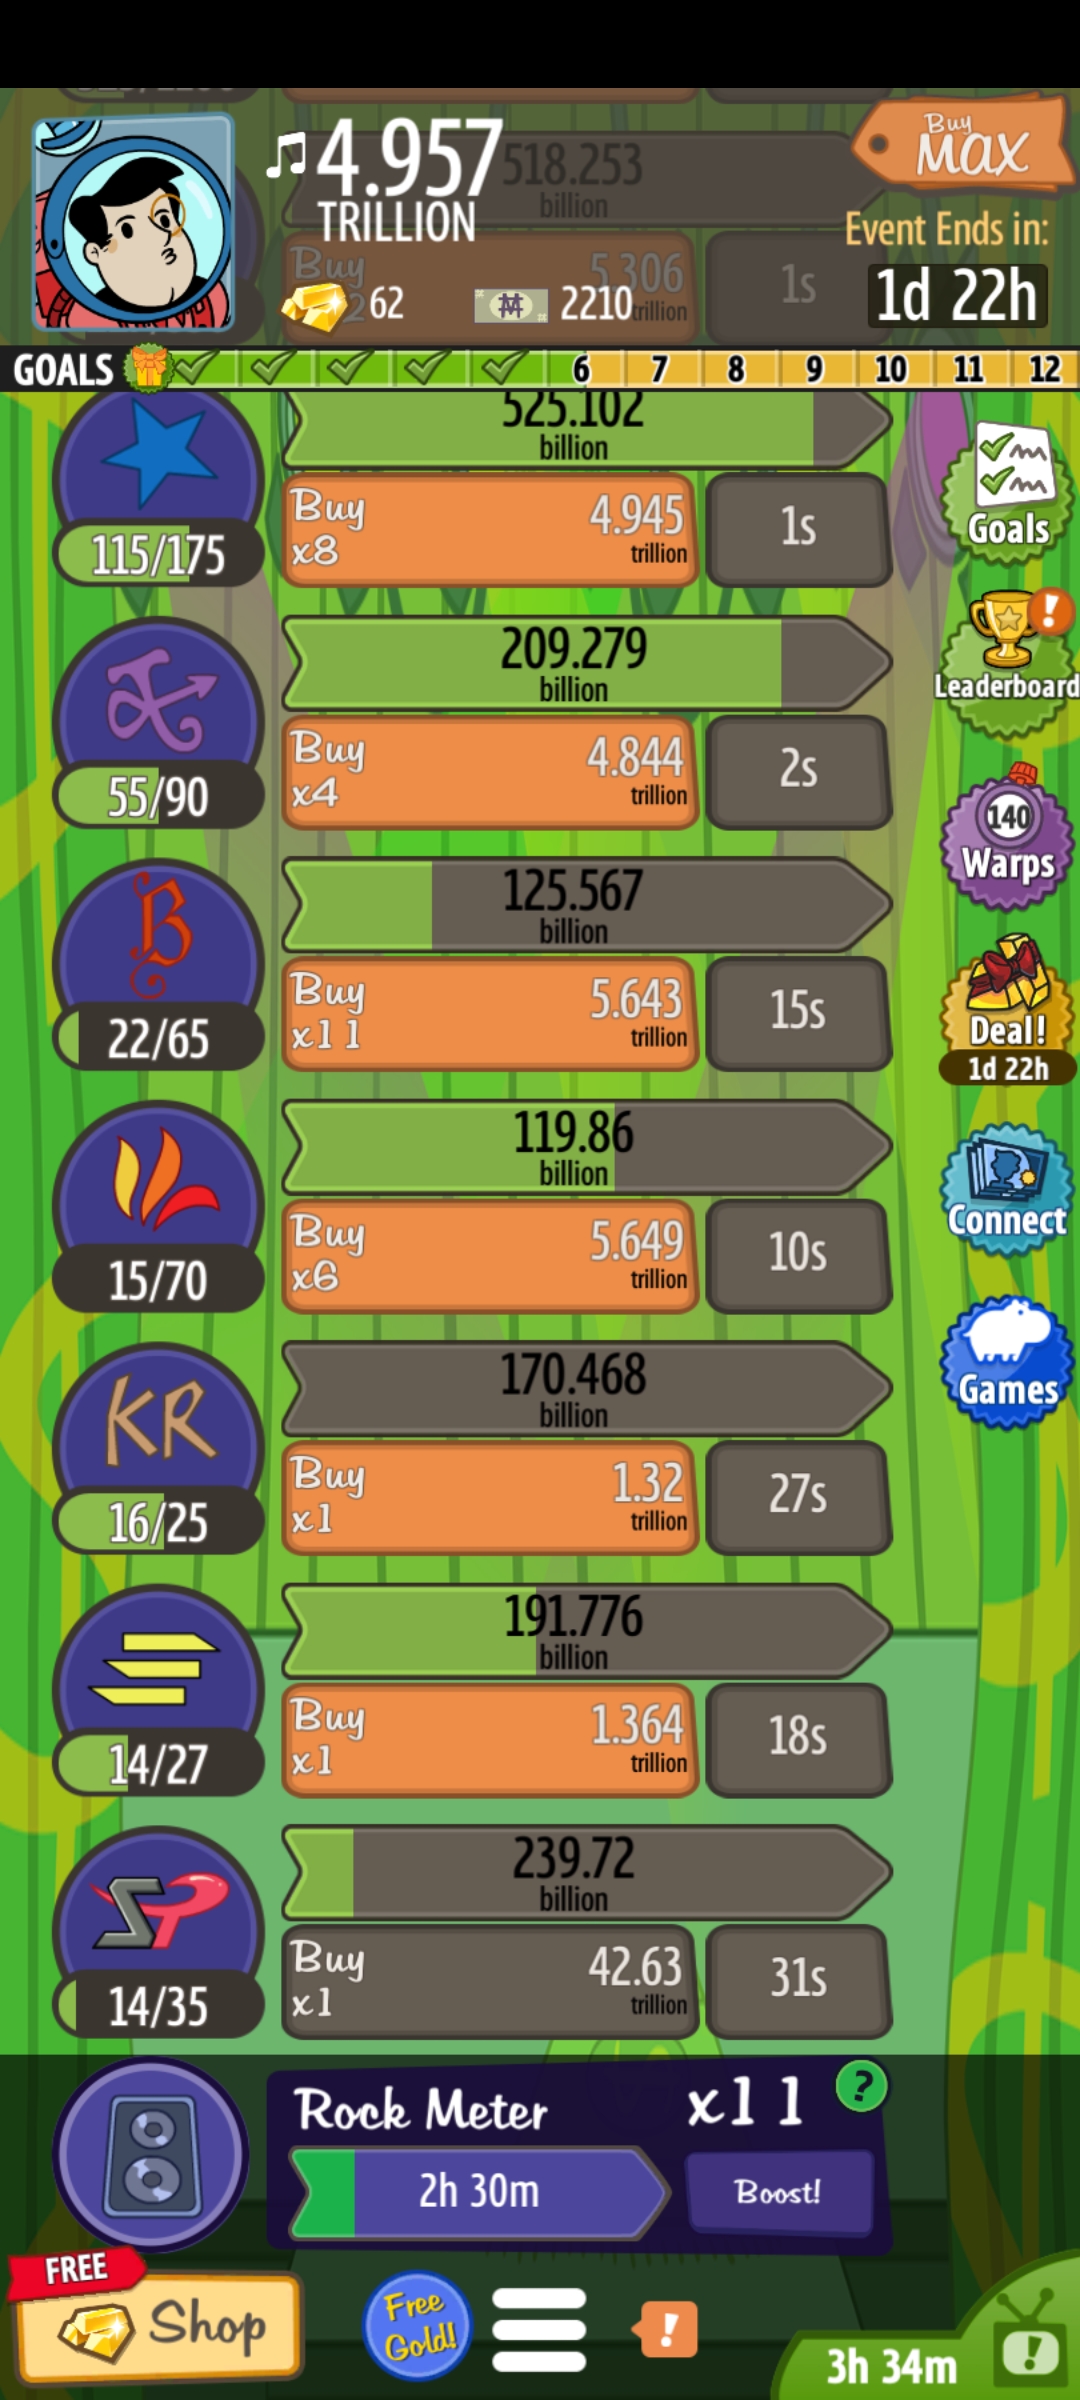 4.957
TRILLION
518.253
billion
Buy
MAX
Event Ends in:
1d 22h
Buy
5.306
trillion
1s
62
2210
GOALS
6
7
8
9
10
11
12
525.102
billion
Buy
x8
4.945
trillion
1s
115/175
Goals
209.279
billion
Buy
x4
4.844
trillion
2s
55/90
Leaderboard
140
Warps
B
125.567
billion
Buy
x11
5.643
trillion
15s
22/65
Deal!
1d 22h
119.86
billion
Buy
x6
5.649
trillion
10s
15/70
Connect
KR
170.468
billion
Buy
x1
1.32
trillion
27s
16/25
Games
191.776
billion
Buy
x1
1.364
trillion
18s
14/27
SP
239.72
billion
Buy
x1
42.63
trillion
31s
14/35
Rock Meter
x11
?
2h 30m
Boost!
FREE
Shop
Free
Gold!
!
3h 34m
!